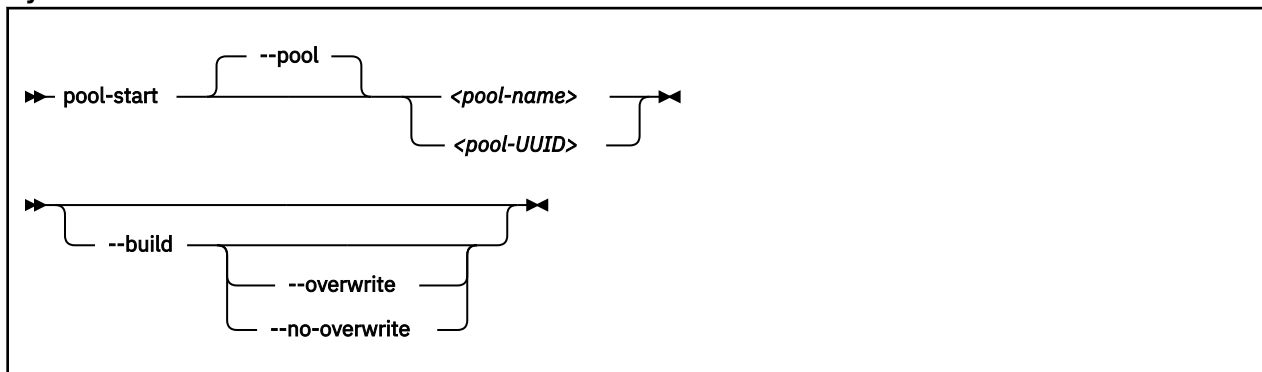 --pool
pool-start <pool-name>
<pool-UUID>
--build
--overwrite
--no-overwrite